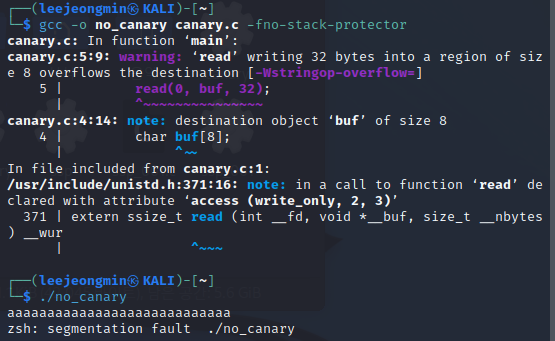 ┌──(leejeongmin㉿KALI)-[~]
└─$ gcc -o no_canary canary.c -fno-stack-protector
canary.c: In function ‘main’:
canary.c:5:9: warning: ‘read’ writing 32 bytes into a region of siz
e 8 overflows the destination [-Wstringop-overflow=]
5 | read(0, buf, 32);
| ^~~~~~~~~~~~~~~~
canary.c:4:14: note: destination object ‘buf’ of size 8
4 | char buf[8];
| ^~~
In file included from canary.c:1:
/usr/include/unistd.h:371:16: note: in a call to function ‘read’ de
clared with attribute ‘access (write_only, 2, 3)’
371 | extern ssize_t read (int __fd, void *__buf, size_t __nbytes
) __wur
| ^~~~
┌──(leejeongmin㉿KALI)-[~]
└─$ ./no_canary
aaaaaaaaaaaaaaaaaaaaaaaaaaaaa
zsh: segmentation fault ./no_canary